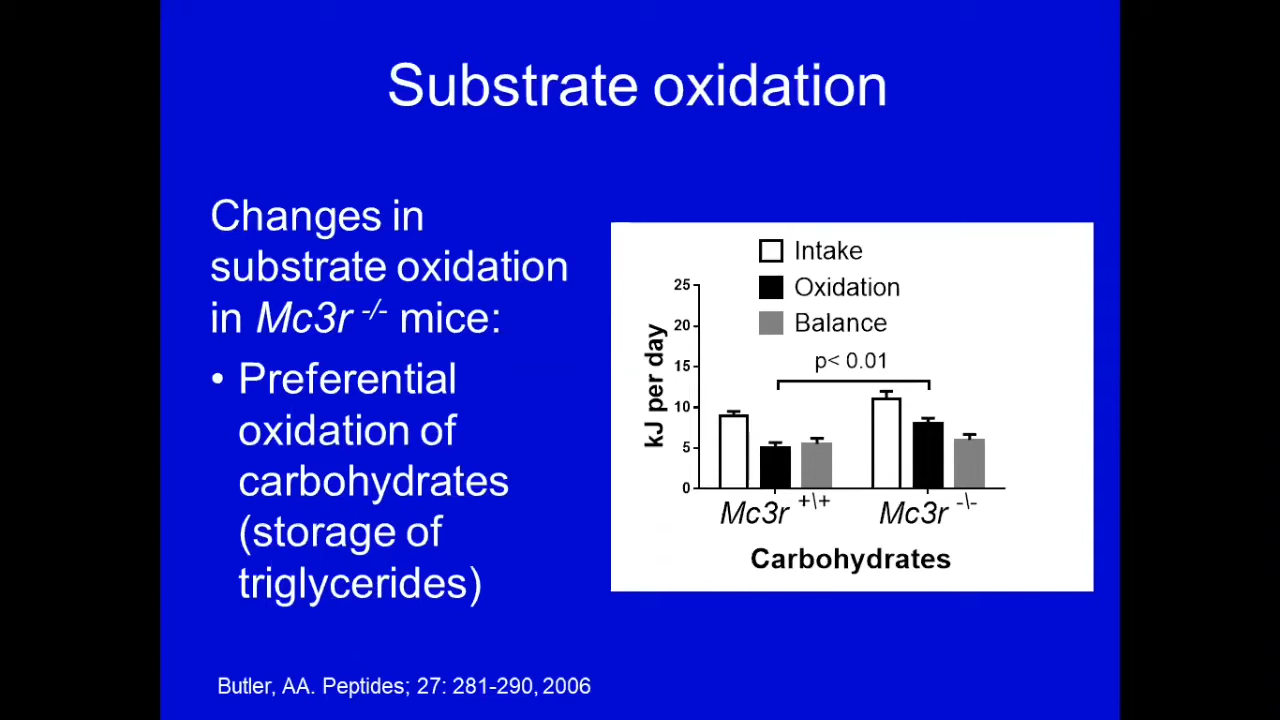 Substrate oxidation
Changes in
substrate oxidation
in Mc3r -/- mice:
• Preferential
oxidation of
carbohydrates
(storage of
triglycerides)
Intake
Oxidation
Balance
p< 0.01
kJ per day
25
20
15
10
5
0
Mc3r +\+
Mc3r -\-
Carbohydrates
Butler, AA. Peptides; 27: 281-290, 2006